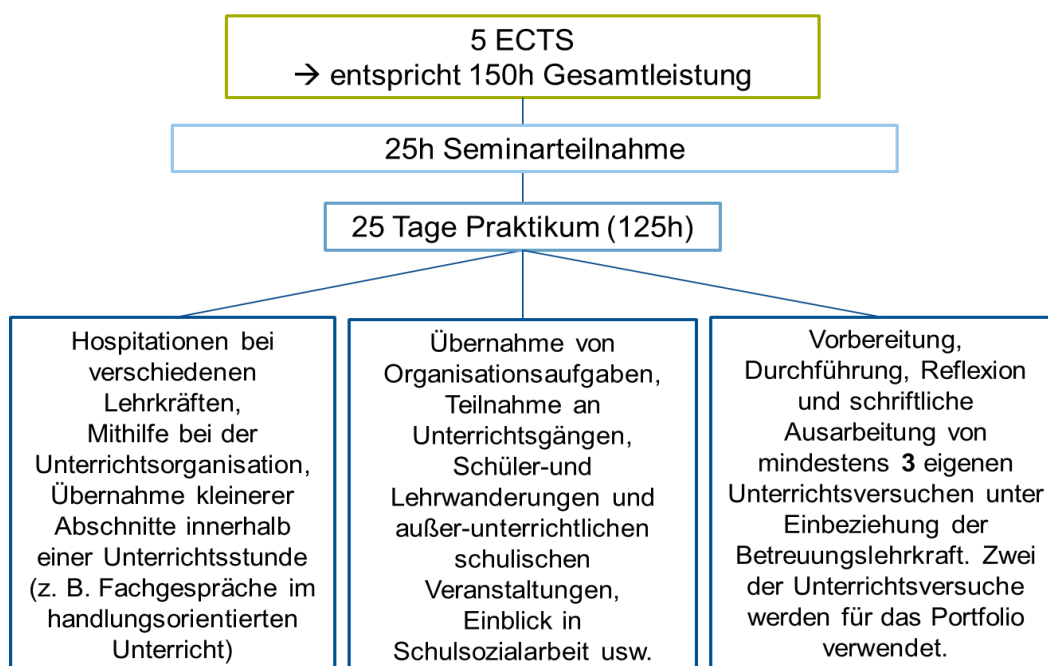 5 ECTS
→ entspricht 150h Gesamtleistung
25h Seminarteilnahme
25 Tage Praktikum (125h)
Hospitationen bei
verschiedenen
Lehrkräften,
Mithilfe bei der
Unterrichtsorganisation,
Übernahme kleinerer
Abschnitte innerhalb
einer Unterrichtsstunde
(z. B. Fachgespräche im
handlungsorientierten
Unterricht)
Übernahme von
Organisationsaufgaben,
Teilnahme an
Unterrichtsgängen,
Schüler-und
Lehrwanderungen und
außer-unterrichtlichen
schulischen
Veranstaltungen,
Einblick in
Schulsozialarbeit usw.
Vorbereitung,
Durchführung, Reflexion
und schriftliche
Ausarbeitung von
mindestens 3 eigenen
Unterrichtsversuchen unter
Einbeziehung der
Betreuungslehrkraft. Zwei
der Unterrichtsversuche
werden für das Portfolio
verwendet.